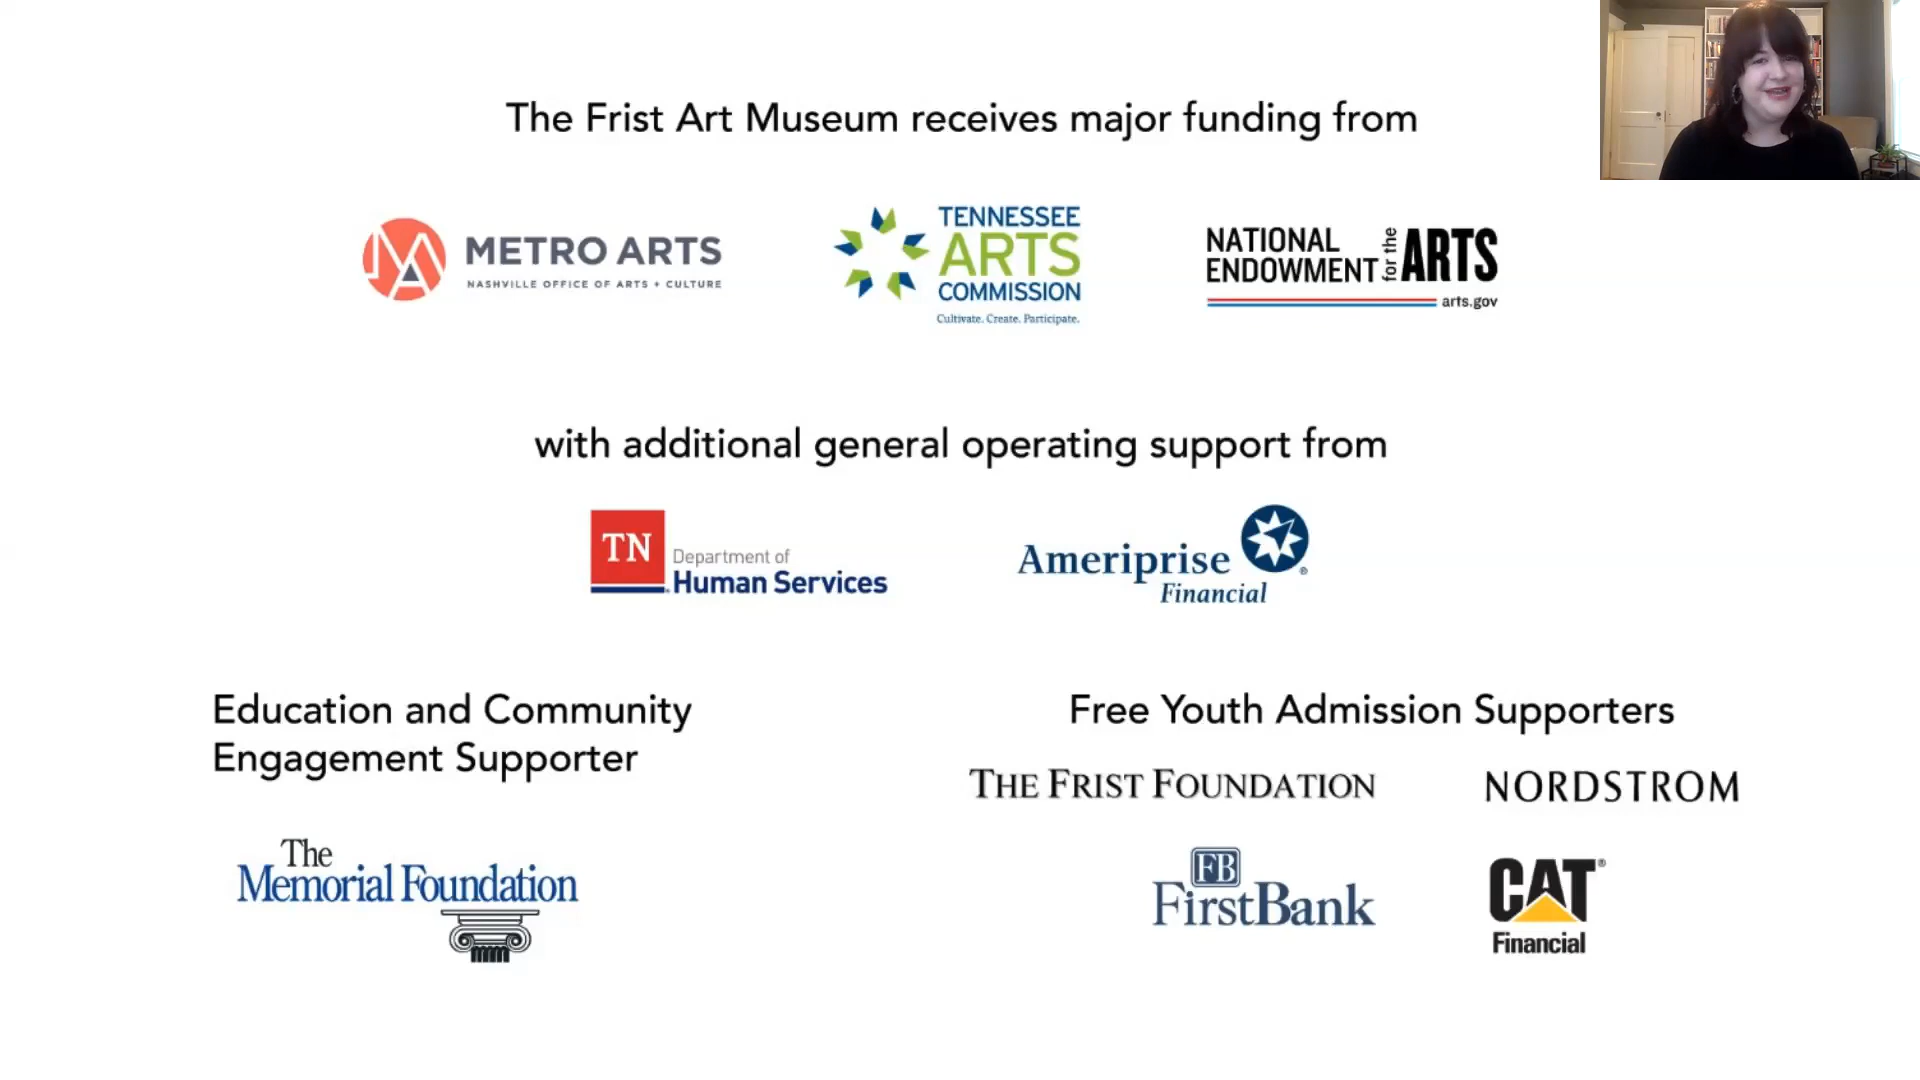 The Frist Art Museum receives major funding from
MA METRO ARTS
NASHVILLE OFFICE OF ARTS + CULTURE
TENNESSEE
ARTS
COMMISSION
Cultivate. Create. Participate.
NATIONAL
ENDOWMENT for the ARTS
arts.gov
with additional general operating support from
TN
Department of
Human Services
Ameriprise
Financial
Education and Community
Engagement Supporter
The
Memorial Foundation
Free Youth Admission Supporters
THE FRIST FOUNDATION
NORDSTROM
FB
FirstBank
CAT
Financial